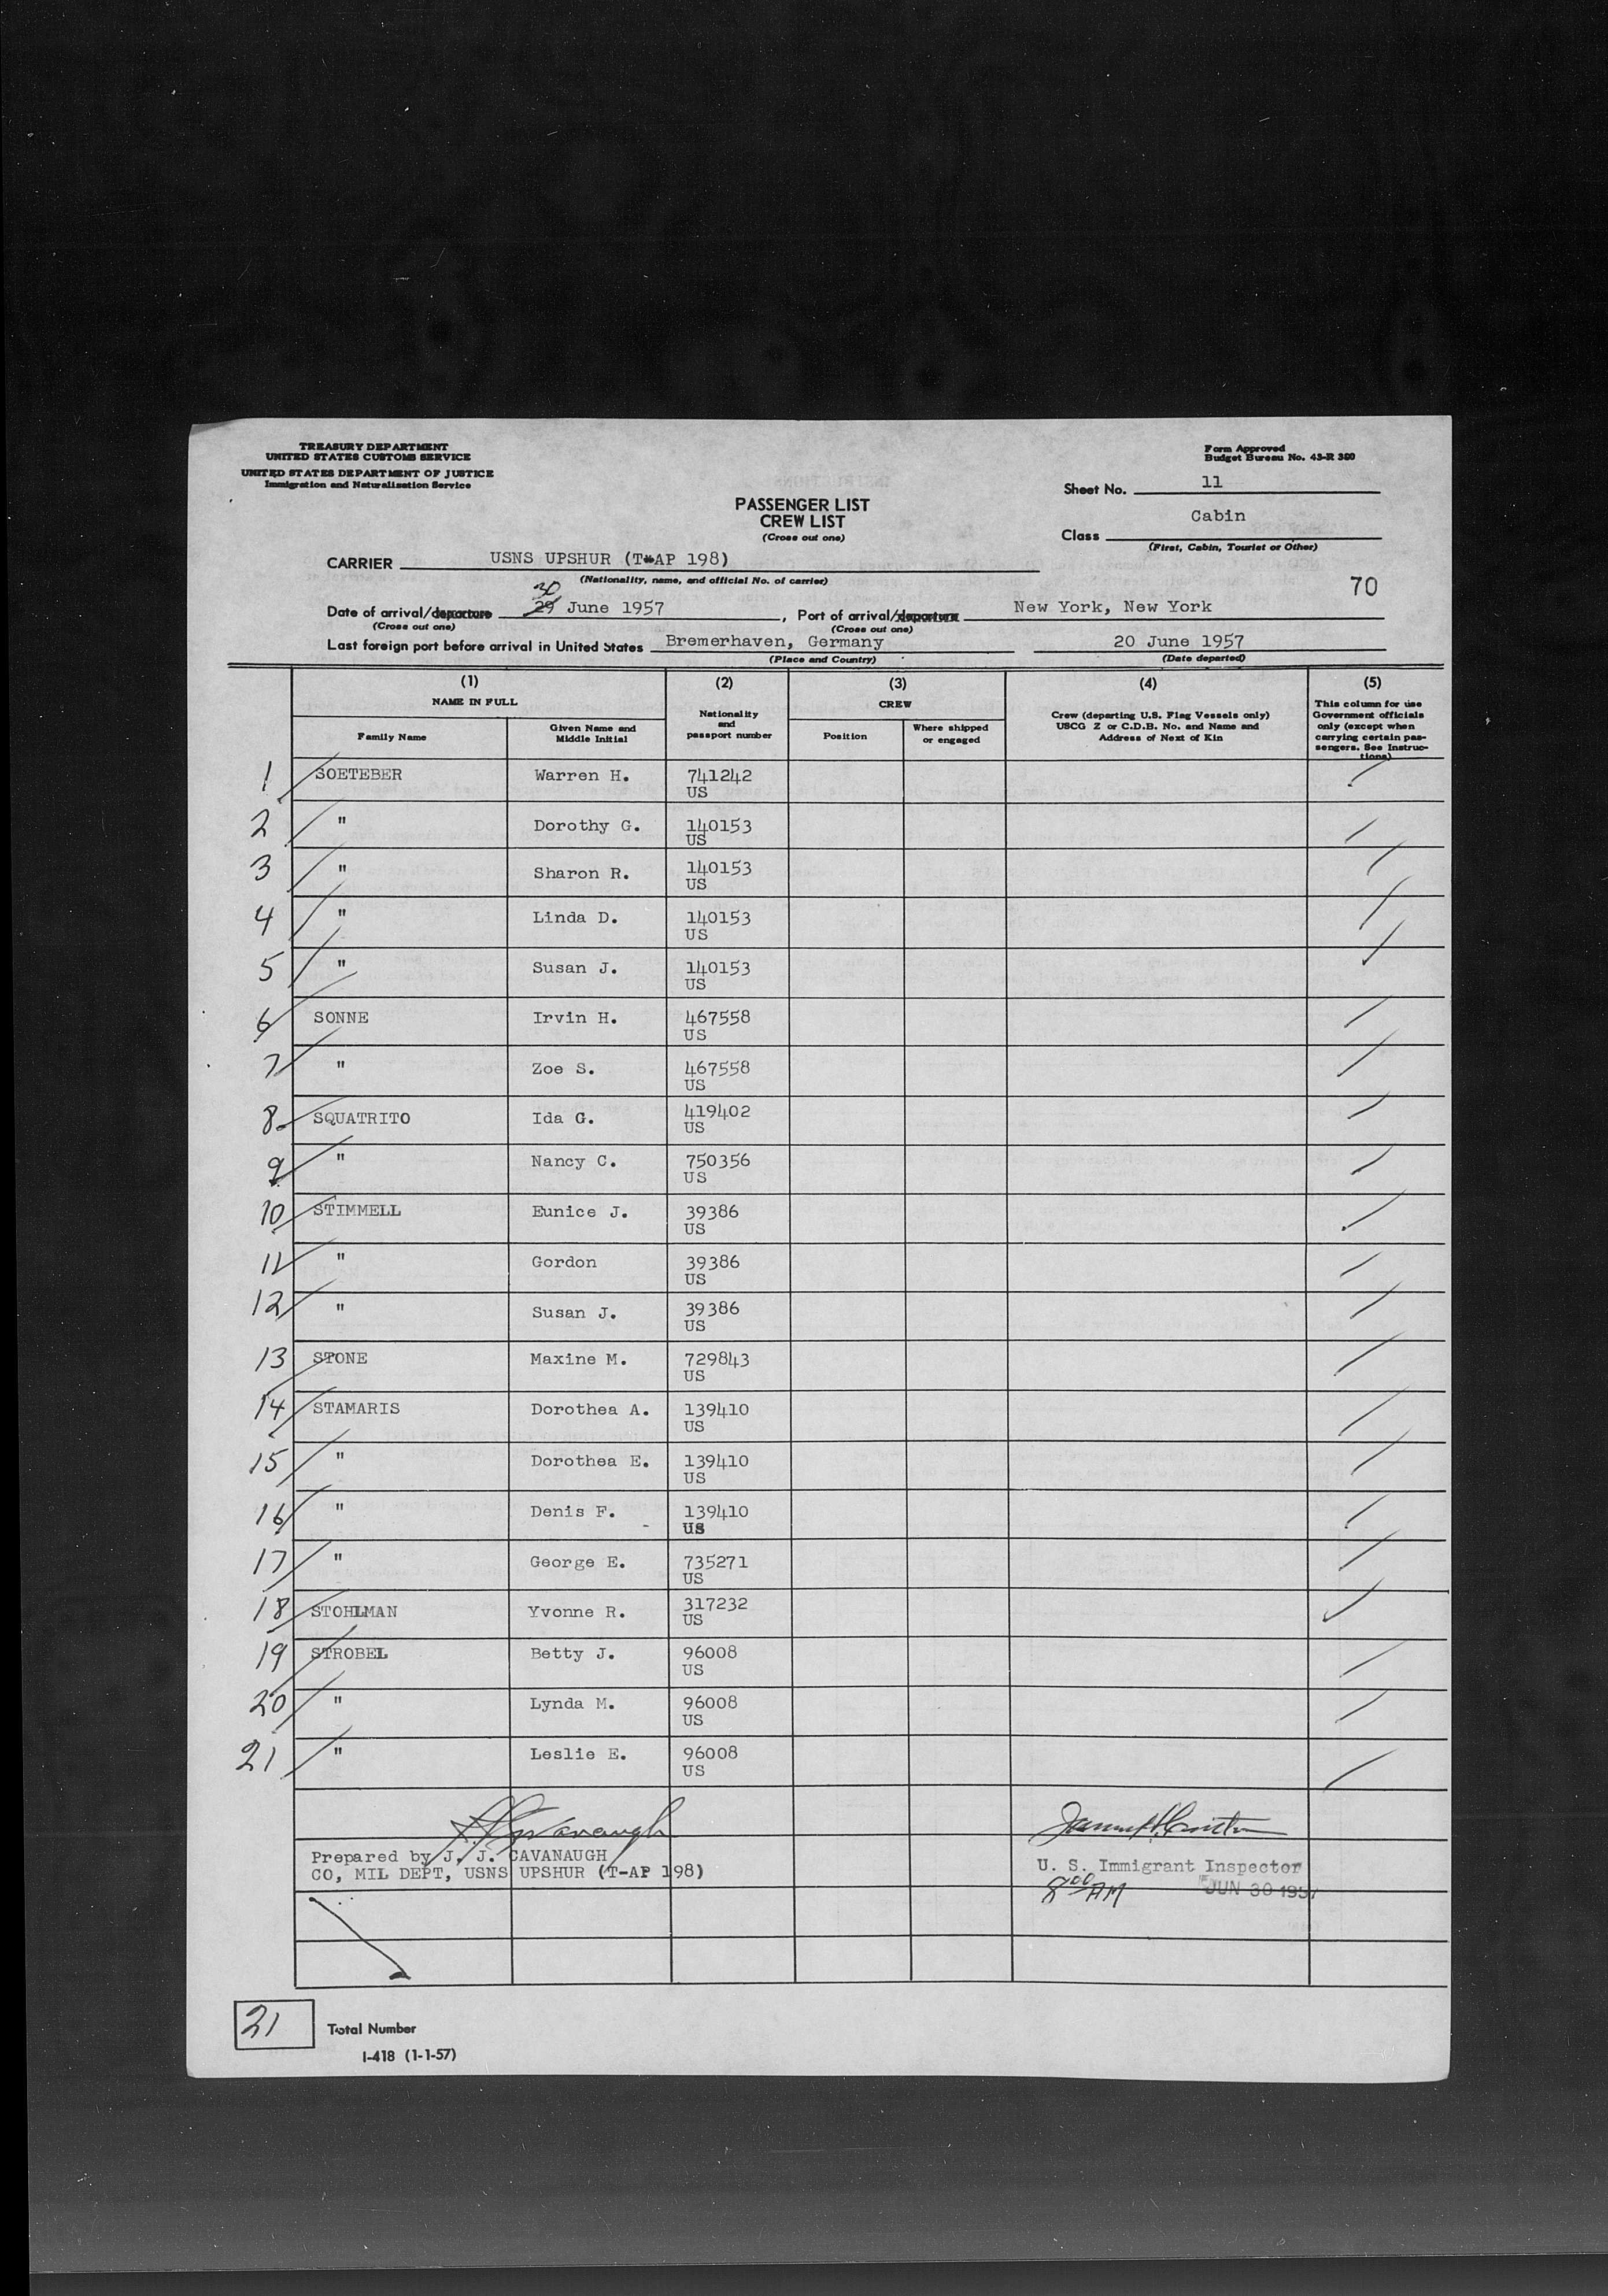 TREASURY DEPARTMENT
UNITED STATES CUSTOMS SERVICE
UNITED STATES DEPARTMENT OF JUSTICE
Immigration and Naturalization Service
Form Approved
Budget Bureau No. 43-R 380
Sheet No. 11
PASSENGER LIST
CREW LIST
(Cross out one)
Class Cabin
(First, Cabin, Tourist or Other)
CARRIER USNS UPSHUR (T-AP 198)
(Nationality, name, and official No. of carrier)
70
30
Date of arrival/departure 29 June 1957, Port of arrival/departure New York, New York
(Cross out one) (Cross out one)
Last foreign port before arrival in United States Bremerhaven, Germany 20 June 1957
(Place and Country) (Date departed)
(1) (2) (3) (4) (5)
NAME IN FULL
Family Name
Given Name and
Middle Initial
Nationality
and
passport number
CREW
Position
Where shipped
or engaged
Crew (departing U.S. Flag Vessels only)
USCG Z or C.D.B. No. and Name and
Address of Next of Kin
This column for use
Government officials
only (except when
carrying certain pas-
sengers. See Instruc-
tions)
1 SOETEBER Warren H. 741242
US
2 " Dorothy G. 140153
US
3 " Sharon R. 140153
US
4 " Linda D. 140153
US
5 " Susan J. 140153
US
6 SONNE Irvin H. 467558
US
7 " Zoe S. 467558
US
8 SQUATRITO Ida G. 419402
US
9 " Nancy C. 750356
US
10 STIMMELL Eunice J. 39386
US
11 " Gordon 39386
US
12 " Susan J. 39386
US
13 STONE Maxine M. 729843
US
14 STAMARIS Dorothea A. 139410
US
15 " Dorothea E. 139410
US
16 " Denis F. 139410
US
17 " George E. 735271
US
18 STOHLMAN Yvonne R. 317232
US
19 STROBEL Betty J. 96008
US
20 " Lynda M. 96008
US
21 " Leslie E. 96008
US
Cavanaugh
Prepared by J. J. CAVANAUGH
CO, MIL DEPT, USNS UPSHUR (T-AP 198)
U. S. Immigrant Inspector
8 00 AM JUN 30 1957
21 Total Number
I-418 (1-1-57)